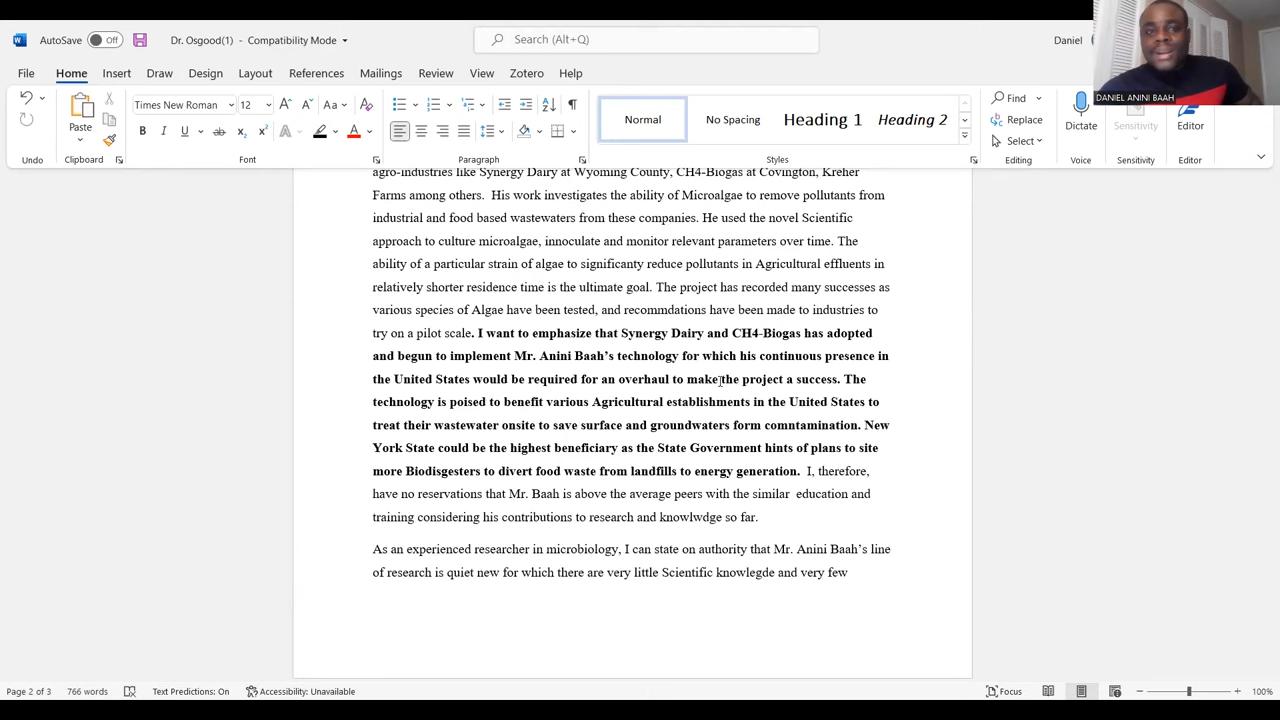 AutoSave Off Dr. Osgood(1) - Compatibility Mode Search (Alt+Q) Daniel
DANIEL ANINI BAAH
File Home Insert Draw Design Layout References Mailings Review View Zotero Help
Times New Roman 12 Aa
Paste
Normal No Spacing Heading 1 Heading 2
Find
Replace
Select
Dictate Sensitivity Editor
Undo Clipboard Font Paragraph Styles Editing Voice Sensitivity Editor
agro-industries like Synergy Dairy at Wyoming County, CH4-Biogas at Covington, Kreher
Farms among others. His work investigates the ability of Microalgae to remove pollutants from
industrial and food based wastewaters from these companies. He used the novel Scientific
approach to culture microalgae, innoculate and monitor relevant parameters over time. The
ability of a particular strain of algae to significanty reduce pollutants in Agricultural effluents in
relatively shorter residence time is the ultimate goal. The project has recorded many successes as
various species of Algae have been tested, and recommdations have been made to industries to
try on a pilot scale. I want to emphasize that Synergy Dairy and CH4-Biogas has adopted
and begun to implement Mr. Anini Baah’s technology for which his continuous presence in
the United States would be required for an overhaul to make the project a success. The
technology is poised to benefit various Agricultural establishments in the United States to
treat their wastewater onsite to save surface and groundwaters form comntamination. New
York State could be the highest beneficiary as the State Government hints of plans to site
more Biodisgesters to divert food waste from landfills to energy generation. I, therefore,
have no reservations that Mr. Baah is above the average peers with the similar education and
training considering his contributions to research and knowlwdge so far.
As an experienced researcher in microbiology, I can state on authority that Mr. Anini Baah’s line
of research is quiet new for which there are very little Scientific knowlegde and very few
Page 2 of 3 766 words Text Predictions: On Accessibility: Unavailable Focus 100%